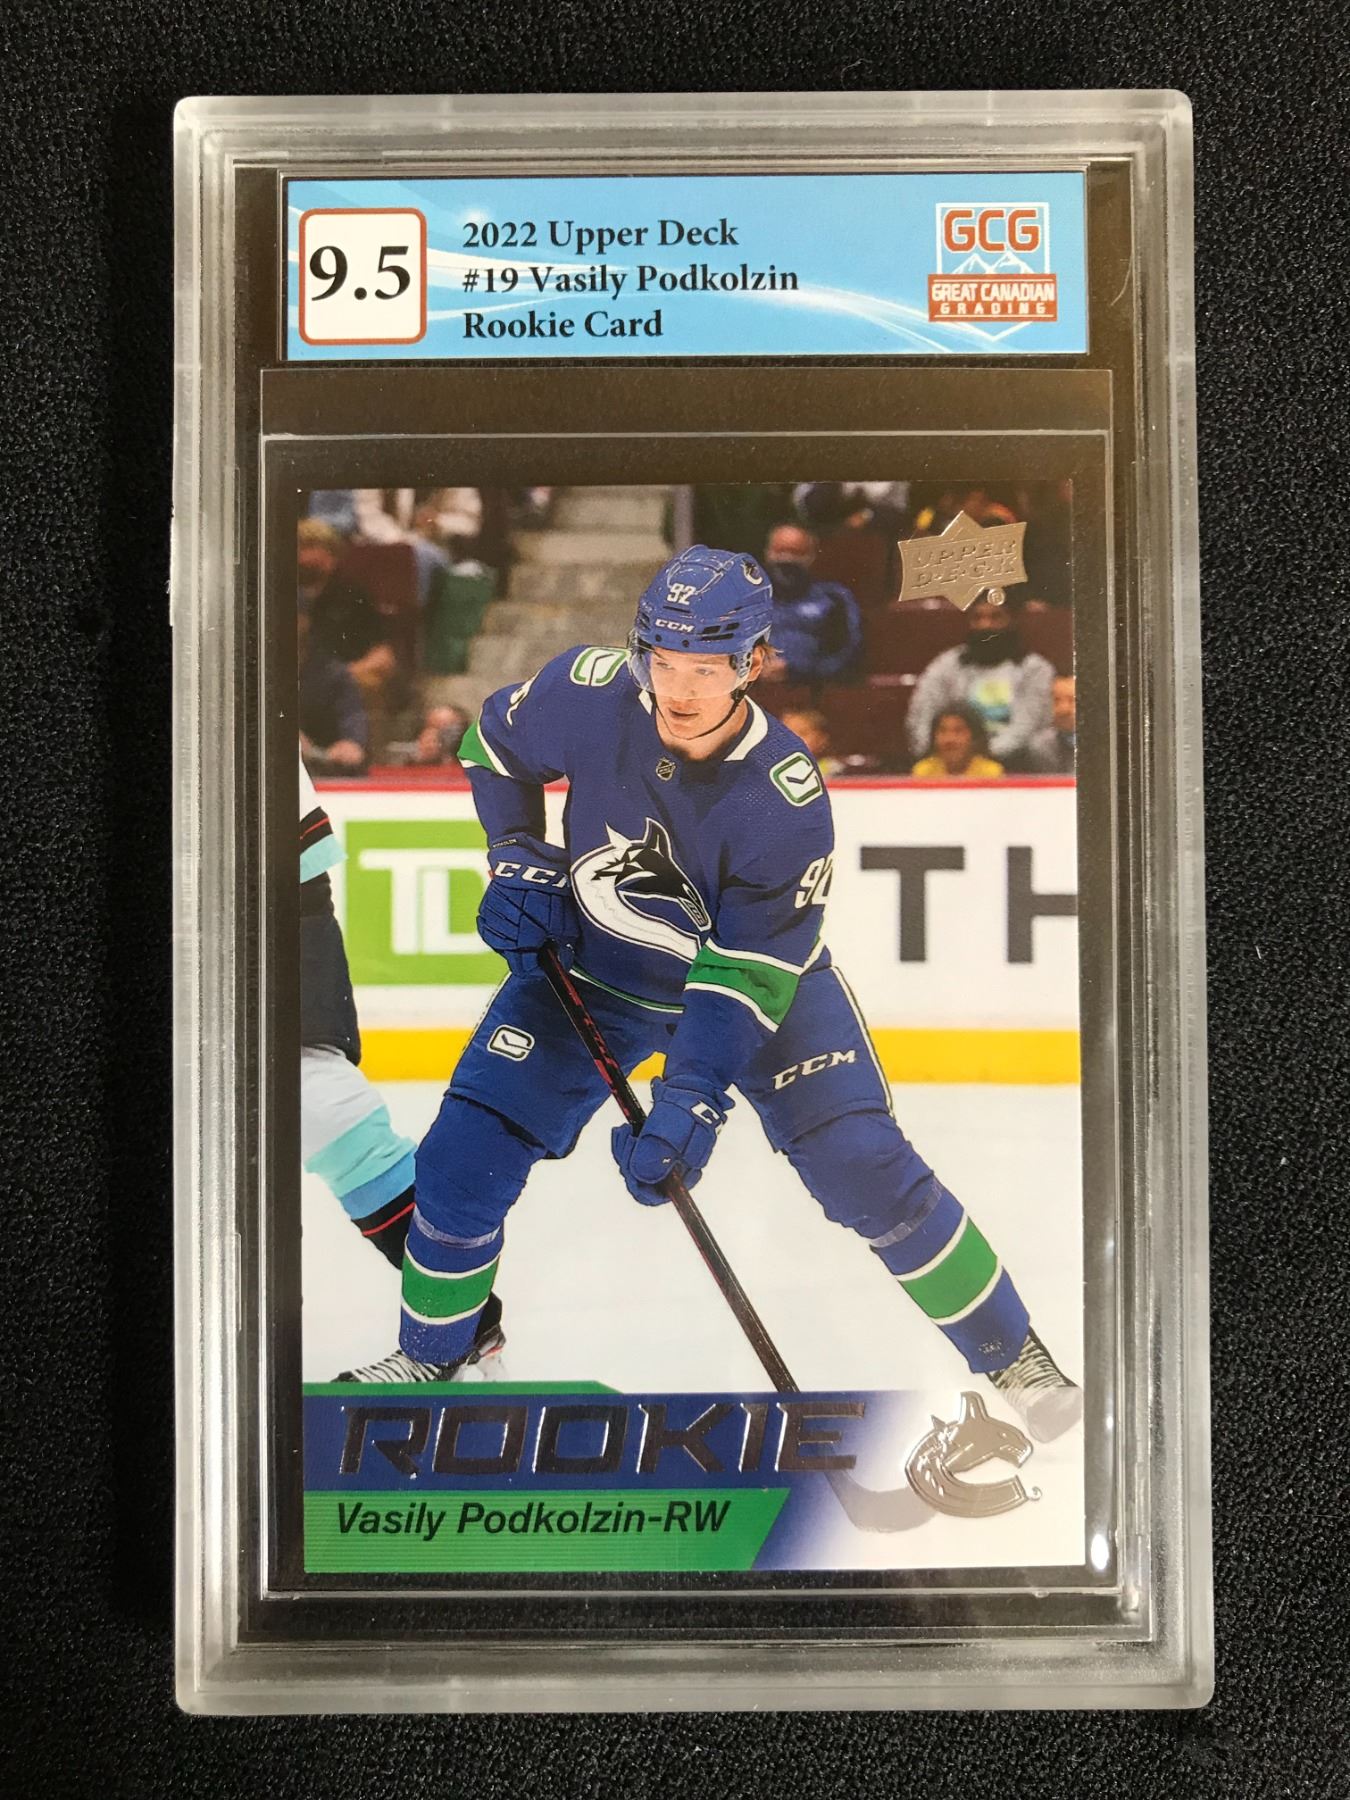 9.5
2022 Upper Deck
#19 Vasily Podkolzin
Rookie Card
GCG
GREAT CANADIAN
GRADING
UPPER
DECK
92
CCM
CCM
92
TD
TH
CCM
ROOKIE
Vasily Podkolzin-RW